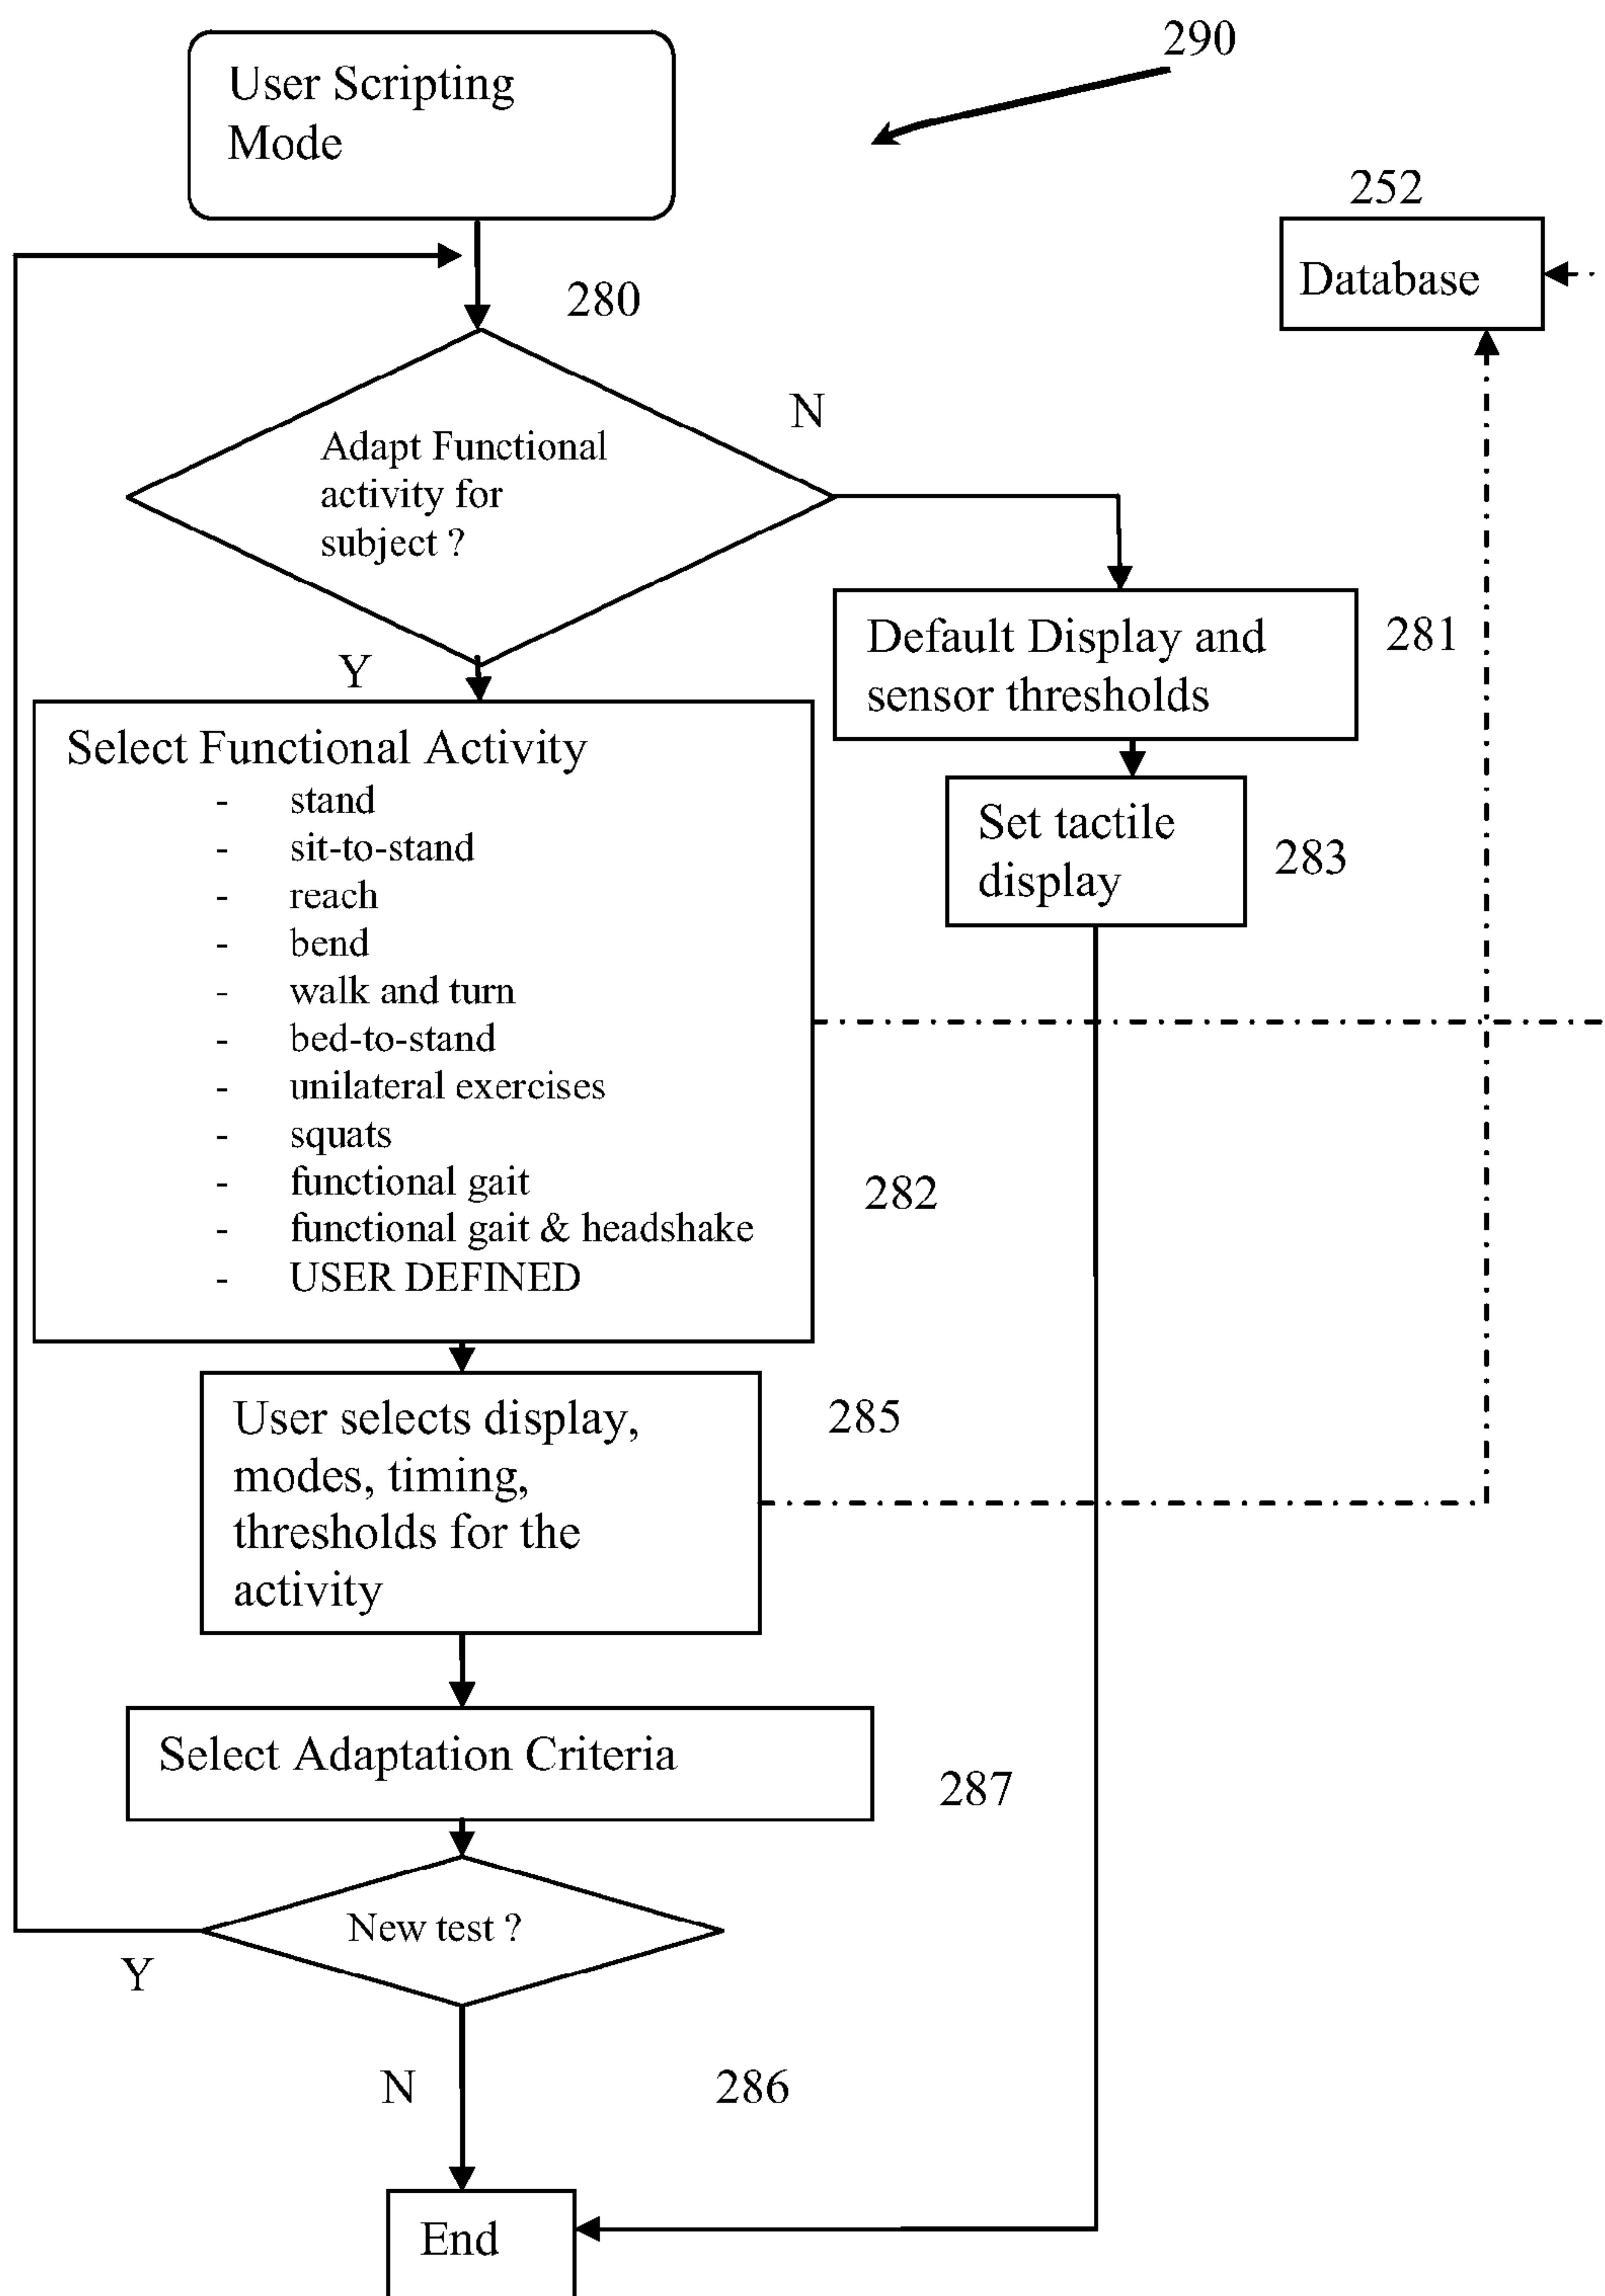 User Scripting
Mode
290
252
Database
280
N
Adapt Functional
activity for
subject ?
Y
Default Display and
sensor thresholds
281
Set tactile
display
283
Select Functional Activity
- stand
- sit-to-stand
- reach
- bend
- walk and turn
- bed-to-stand
- unilateral exercises
- squats
- functional gait
- functional gait & headshake
- USER DEFINED
282
User selects display,
modes, timing,
thresholds for the
activity
285
Select Adaptation Criteria
287
New test ?
Y
N
286
End